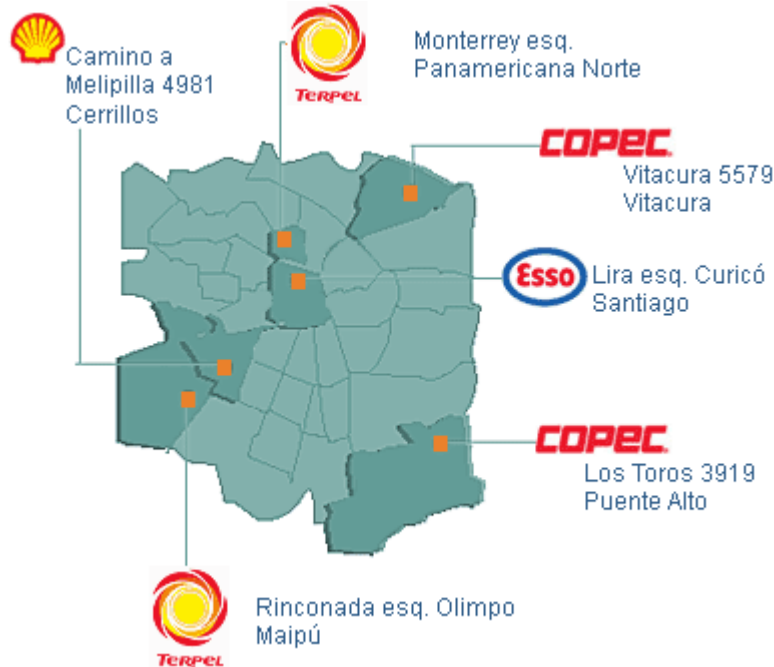 Camino a
Melipilla 4981
Cerrillos
TERPEL
Monterrey esq.
Panamericana Norte
COPEC
Vitacura 5579
Vitacura
Esso
Lira esq. Curicó
Santiago
COPEC
Los Toros 3919
Puente Alto
TERPEL
Rinconada esq. Olimpo
Maipú